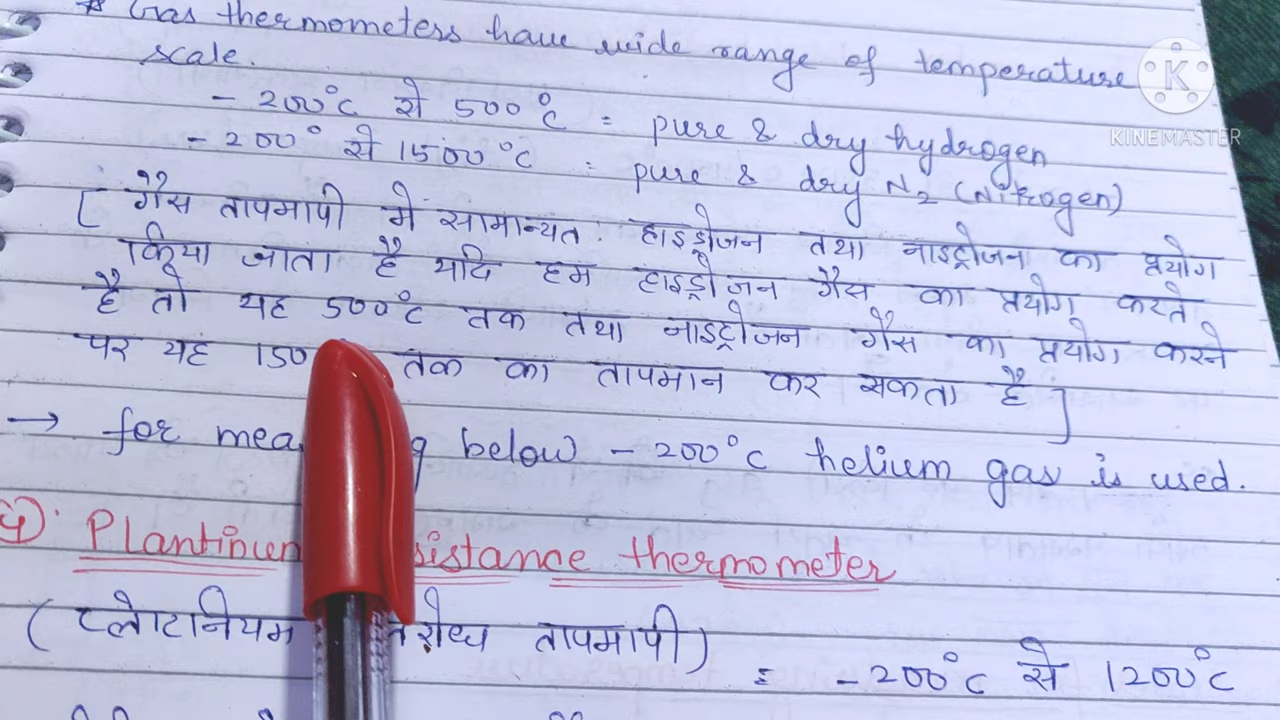 * Gas thermometers have wide range of temperature
scale.
- 200°C से 500°C = pure & dry hydrogen
- 200° से 1500°C = pure & dry N2 (Nitrogen)
[ गैस तापमापी में सामान्यत: हाइड्रोजन तथा नाइट्रोजन का प्रयोग
किया जाता है यदि हम हाइड्रोजन गैस का प्रयोग करते
है तो यह 500°C तक तथा नाइट्रोजन गैस का प्रयोग करने
पर यह 150 तक का तापमान कर सकता है ]
→ for mea g below - 200°C helium gas is used.
Plantinum sistance thermometer
( प्लेटिनियम रोध तापमापी) = - 200°C से 1200°C
KINEMASTER